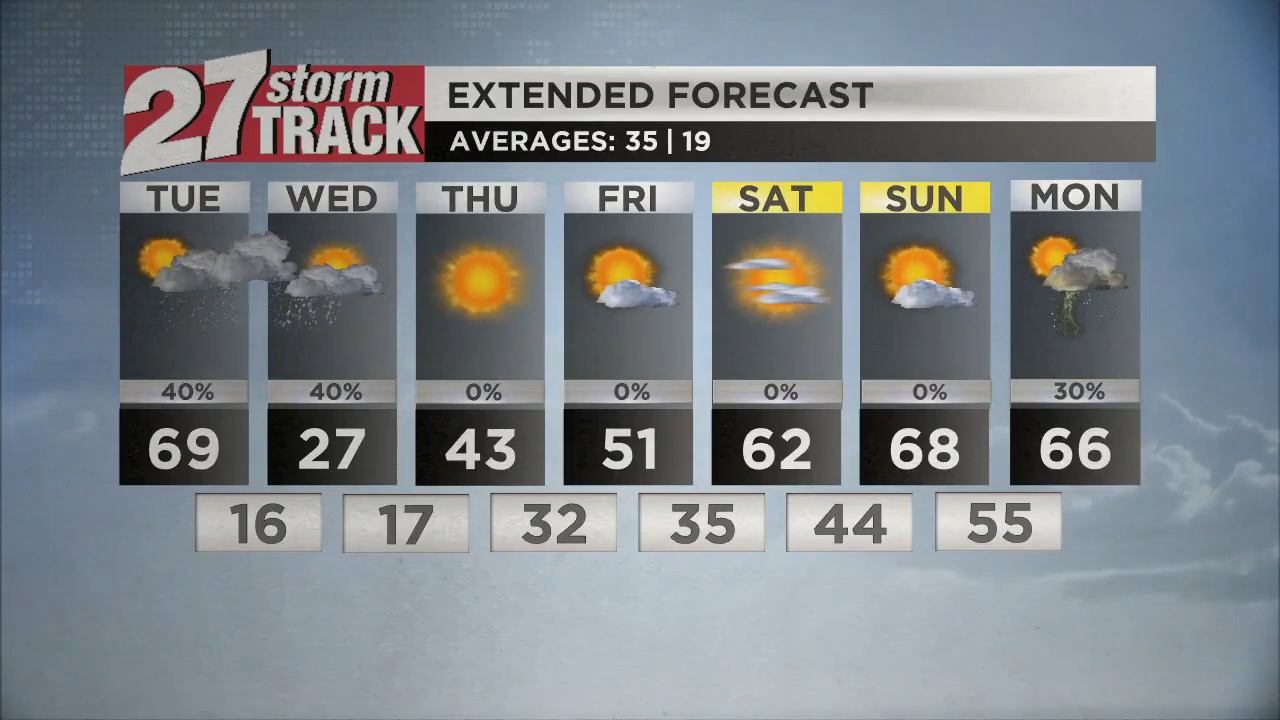 27 storm TRACK
EXTENDED FORECAST
AVERAGES: 35 | 19
TUE WED THU FRI SAT SUN MON
40% 40% 0% 0% 0% 0% 30%
69 27 43 51 62 68 66
16 17 32 35 44 55